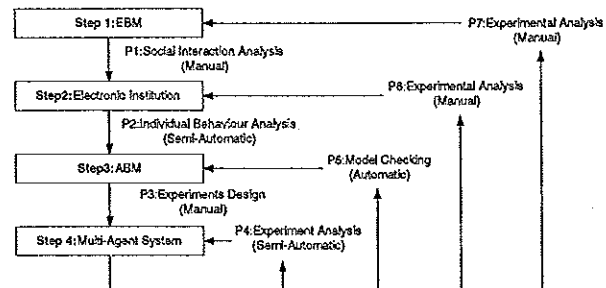 Step 1:EBM
P7:Experimental Analysis
(Manual)
P1:Social Interaction Analysis
(Manual)
Step2:Electronic Institution
P6:Experimental Analysis
(Manual)
P2:Individual Behaviour Analysis
(Semi-Automatic)
Step3:ABM
P5:Model Checking
(Automatic)
P3:Experiments Design
(Manual)
Step 4:Multi-Agent System
P4:Experiment Analysis
(Semi-Automatic)